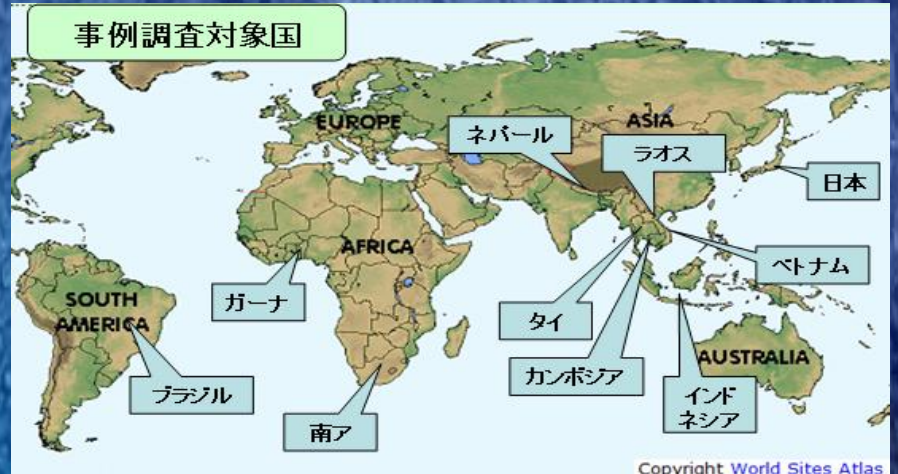 事例調査対象国
EUROPE
ASIA
ネパール
ラオス
日本
AFRICA
ベトナム
ガーナ
タイ
SOUTH
AMERICA
カンボジア
AUSTRALIA
ブラジル
インド
ネシア
南ア
Copyright World Sites Atlas